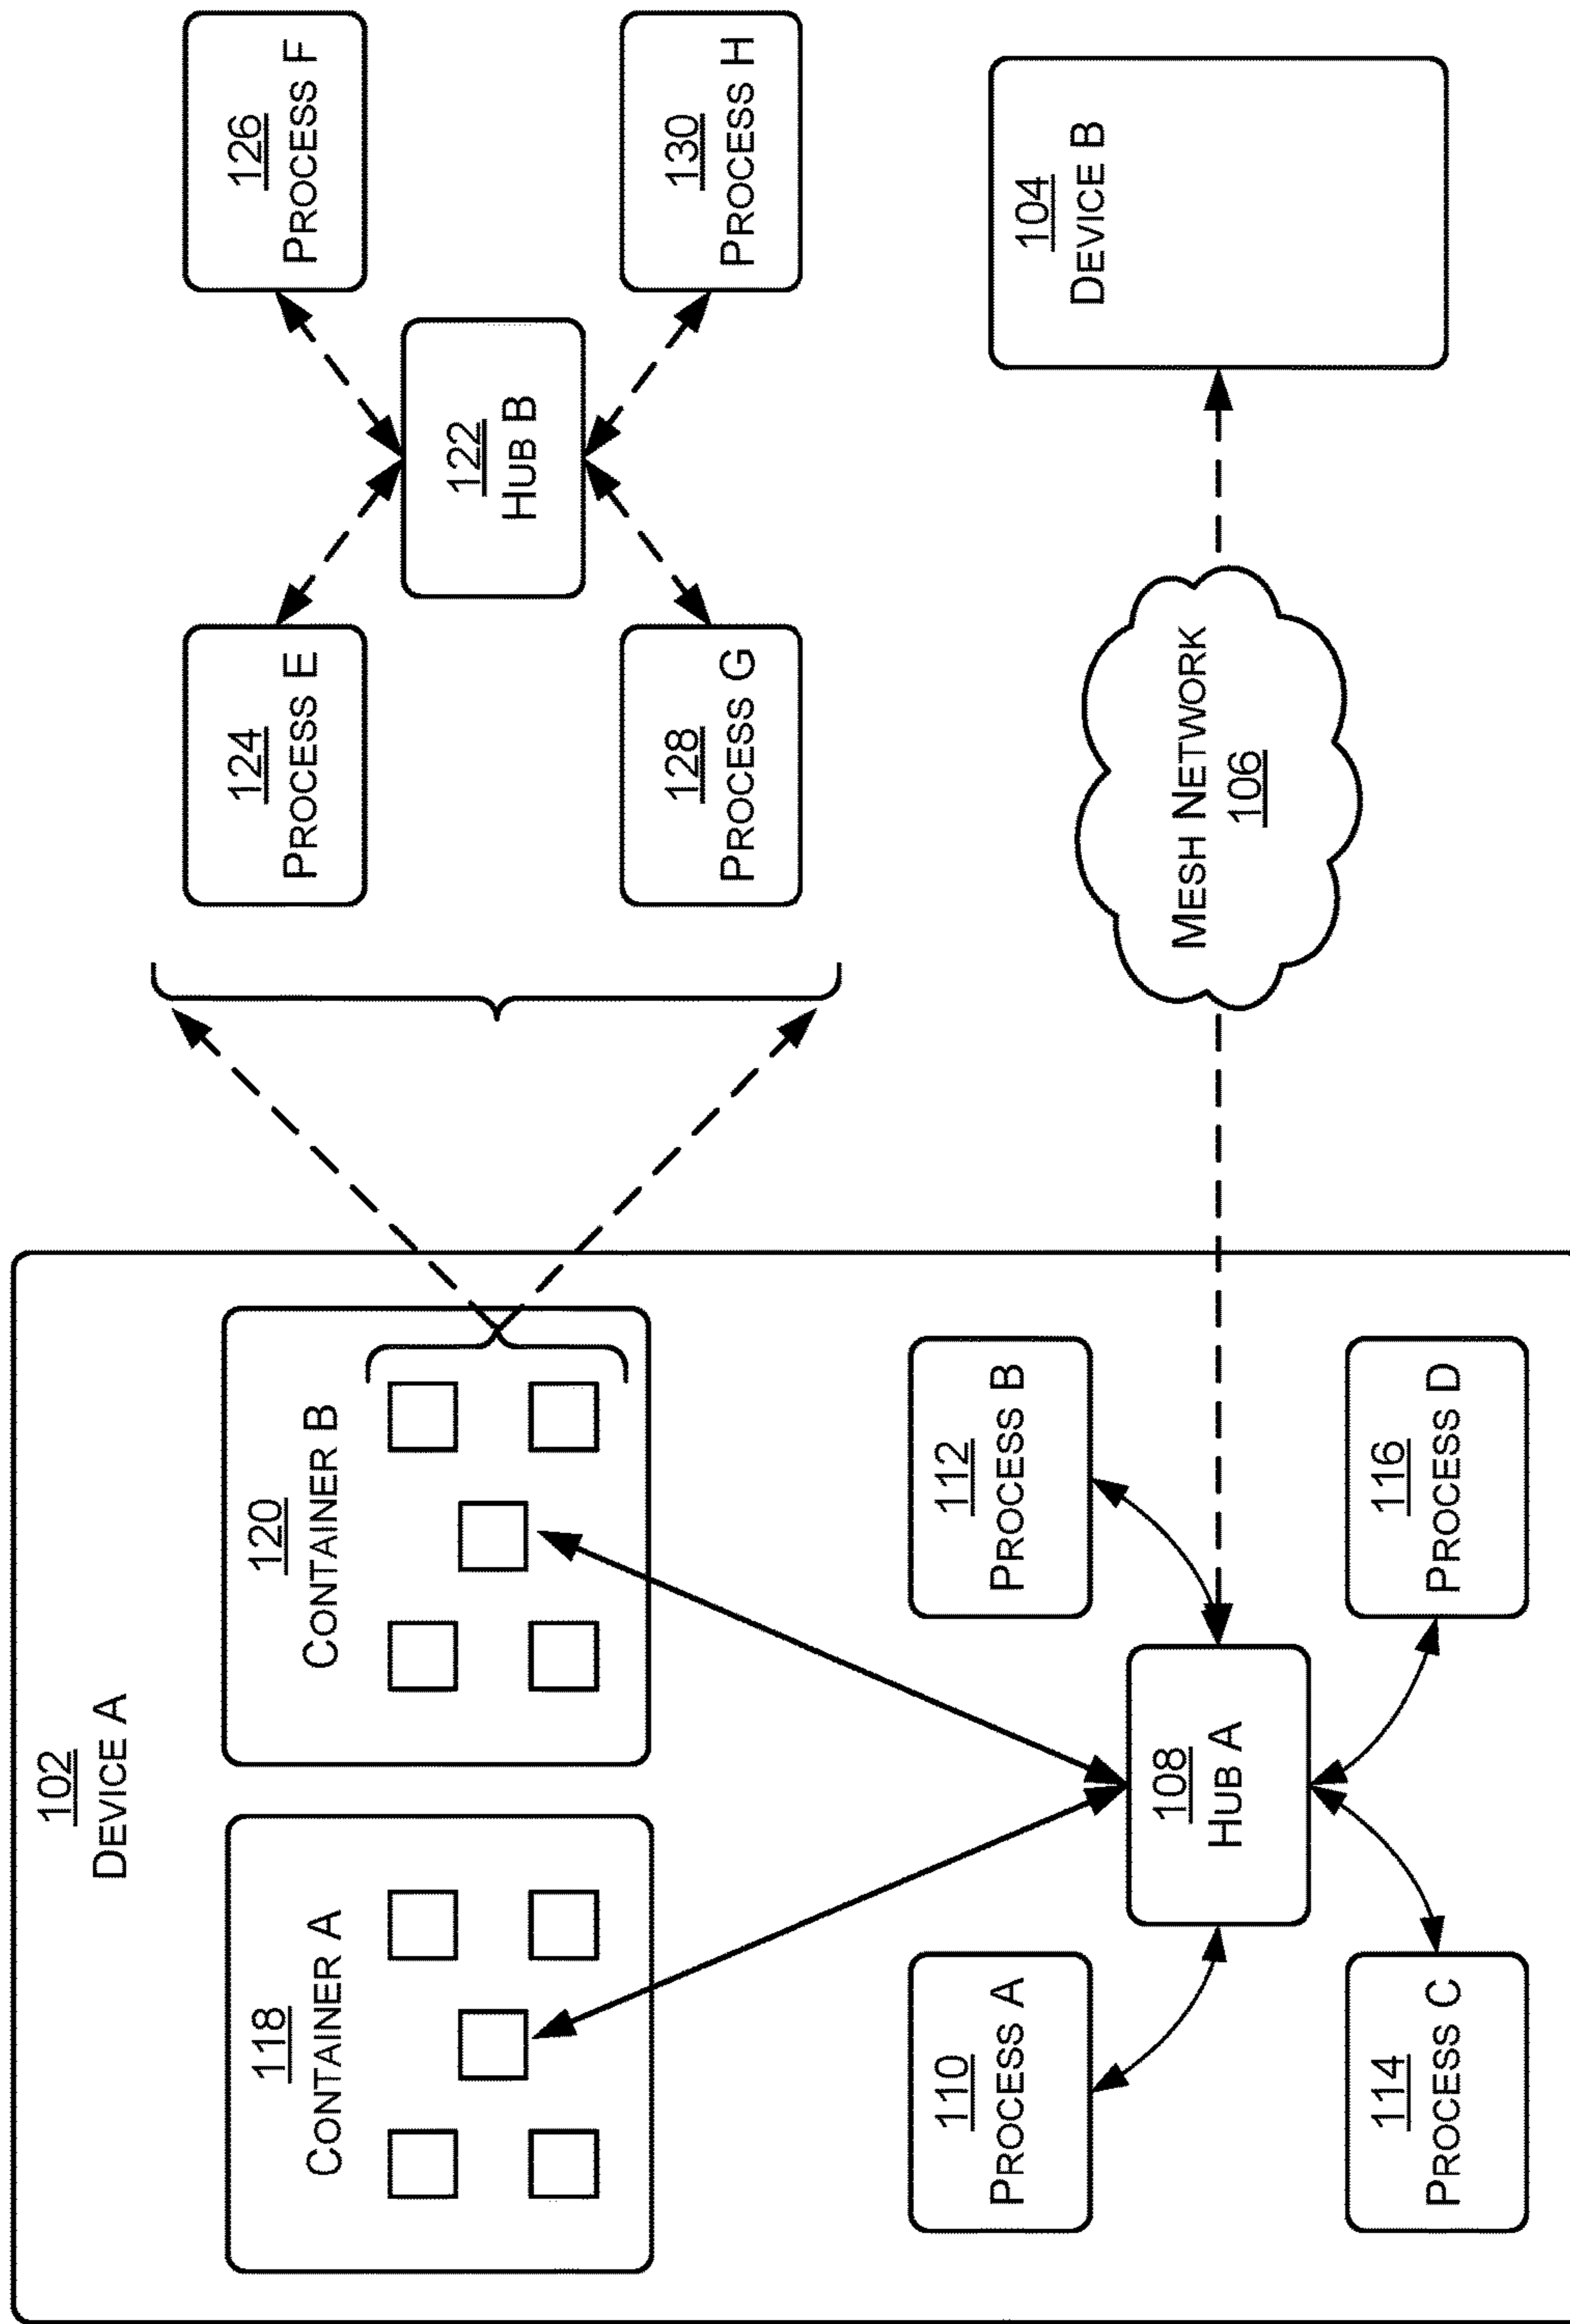 102
DEVICE A
118
CONTAINER A
120
CONTAINER B
110
PROCESS A
112
PROCESS B
108
HUB A
114
PROCESS C
116
PROCESS D
124
PROCESS E
126
PROCESS F
122
HUB B
128
PROCESS G
130
PROCESS H
MESH NETWORK
106
104
DEVICE B